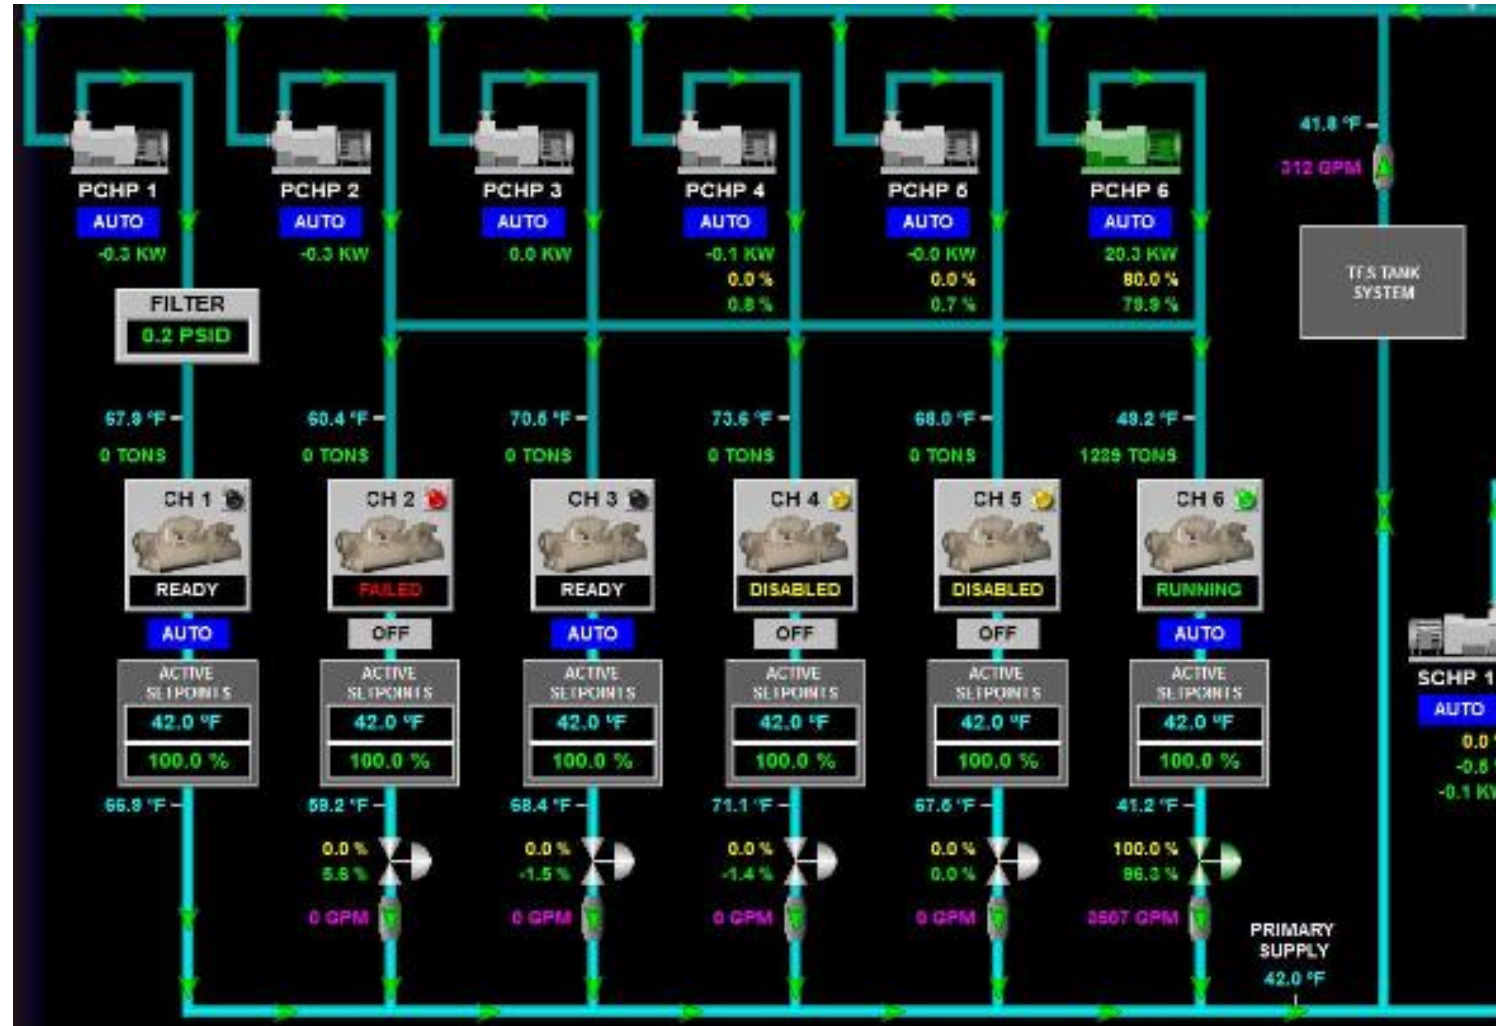 41.8 °F
312 GPM
PCHP 1
PCHP 2
PCHP 3
PCHP 4
PCHP 5
PCHP 6
AUTO
AUTO
AUTO
AUTO
AUTO
AUTO
-0.3 KW
-0.3 KW
0.0 KW
-0.1 KW
-0.0 KW
20.3 KW
0.0 %
0.0 %
80.0 %
0.8 %
0.7 %
79.9 %
TES TANK
SYSTEM
FILTER
0.2 PSID
67.9 °F
60.4 °F
70.5 °F
73.6 °F
68.0 °F
49.2 °F
0 TONS
0 TONS
0 TONS
0 TONS
0 TONS
1289 TONS
CH 1
CH 2
CH 3
CH 4
CH 5
CH 6
READY
FAILED
READY
DISABLED
DISABLED
RUNNING
AUTO
OFF
AUTO
OFF
OFF
AUTO
ACTIVE
SETPOINTS
42.0 °F
100.0 %
ACTIVE
SETPOINTS
42.0 °F
100.0 %
ACTIVE
SETPOINTS
42.0 °F
100.0 %
ACTIVE
SETPOINTS
42.0 °F
100.0 %
ACTIVE
SETPOINTS
42.0 °F
100.0 %
ACTIVE
SETPOINTS
42.0 °F
100.0 %
SCHP 1
AUTO
0.0
-0.1 KW
66.9 °F
59.2 °F
68.4 °F
71.1 °F
67.5 °F
41.2 °F
0.0 %
0.0 %
0.0 %
0.0 %
100.0 %
5.6 %
-1.5 %
-1.4 %
0.0 %
96.3 %
0 GPM
0 GPM
0 GPM
0 GPM
3507 GPM
PRIMARY
SUPPLY
42.0 °F